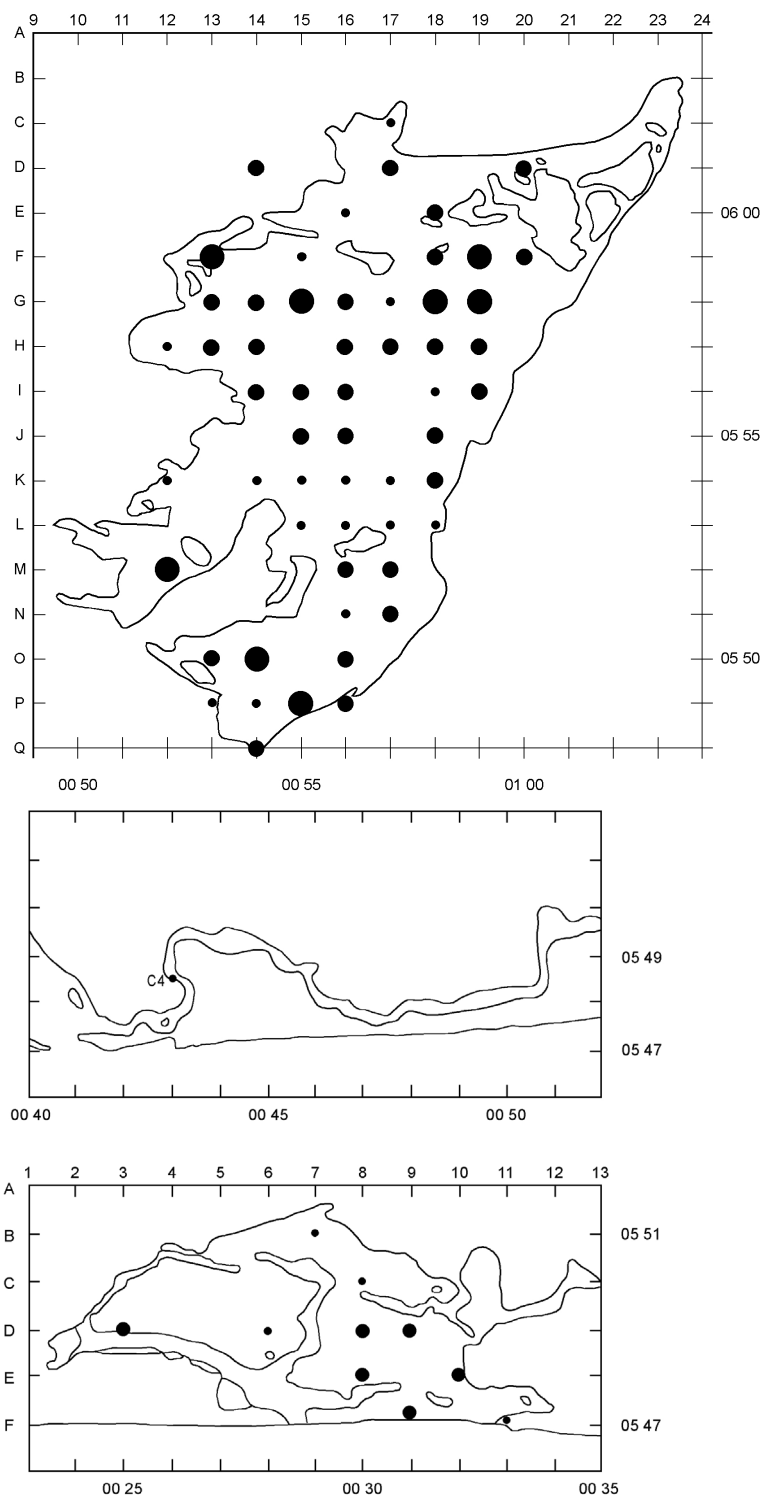 9 10 11 12 13 14 15 16 17 18 19 20 21 22 23 24
A
B
C
D
E 06 00
F
G
H
I
J 05 55
K
L
M
N
O 05 50
P
Q
00 50 00 55 01 00
05 49
C4
05 47
00 40 00 45 00 50
1 2 3 4 5 6 7 8 9 10 11 12 13
A
B 05 51
C
D
E
F 05 47
00 25 00 30 00 35